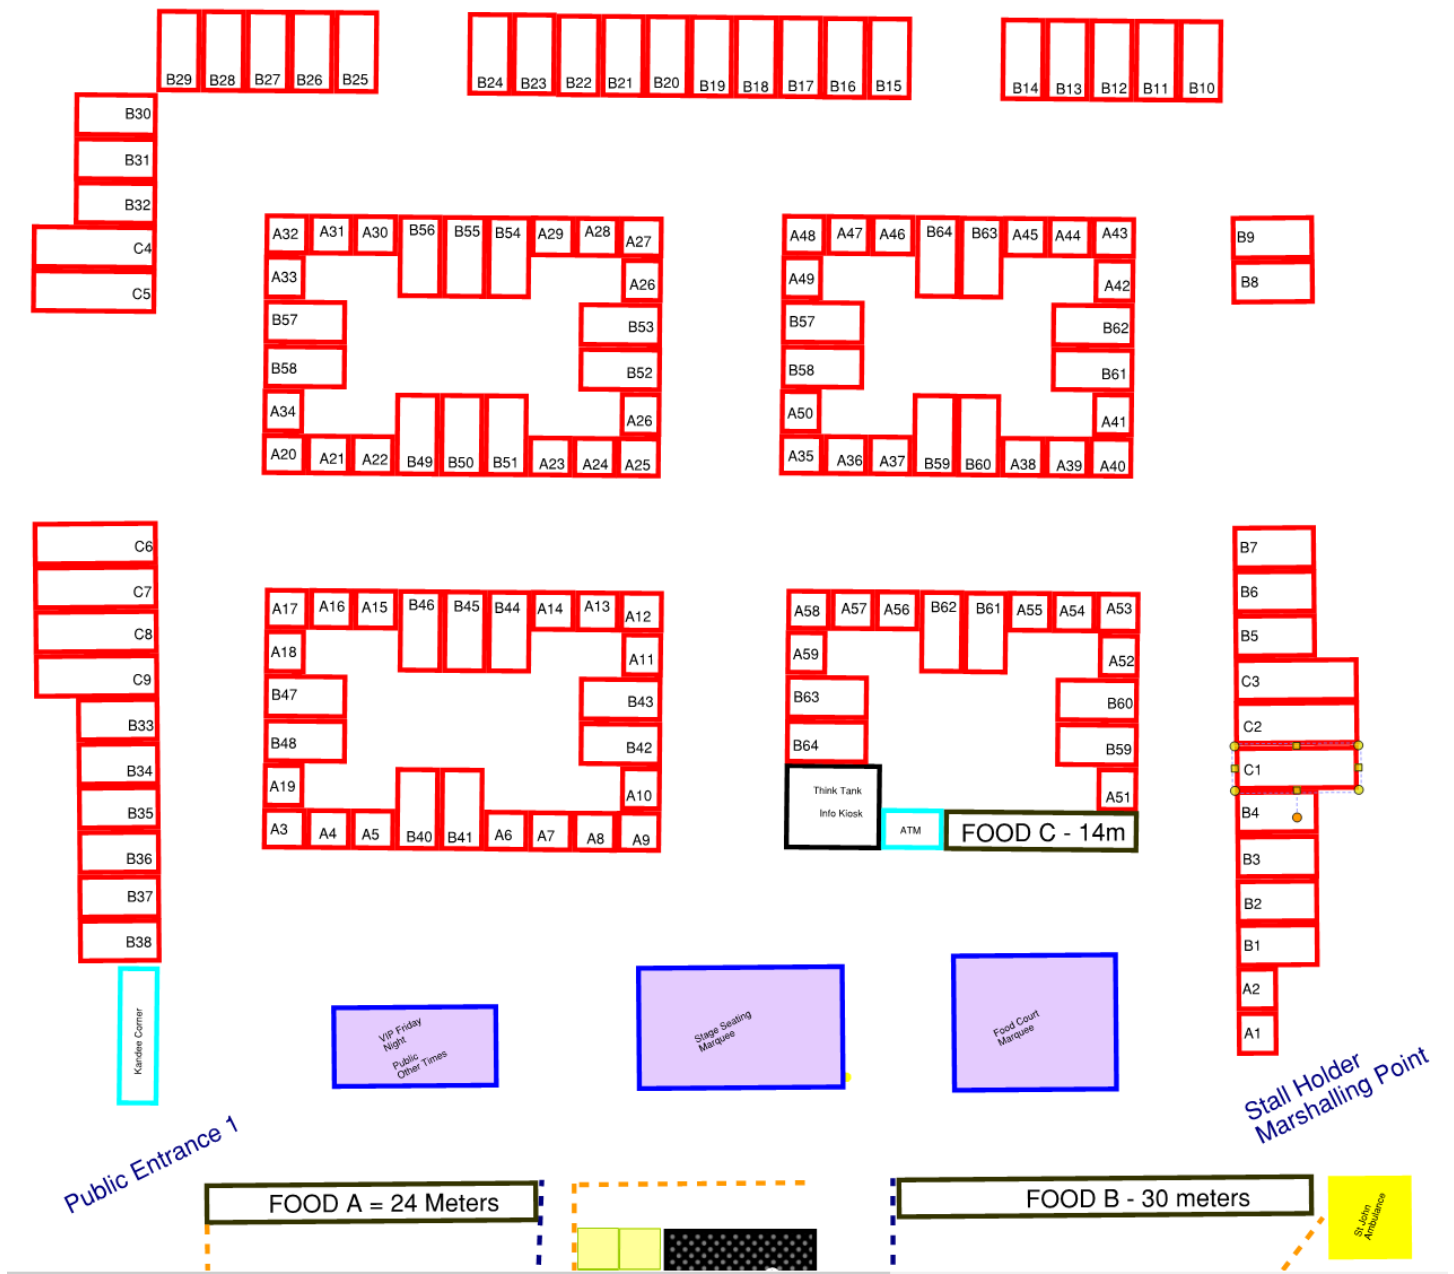 B29 B28 B27 B26 B25 B24 B23 B22 B21 B20 B19 B18 B17 B16 B15 B14 B13 B12 B11 B10
B30
B31
B32
C4
C5
A32 A31 A30 B56 B55 B54 A29 A28 A27
A33 A26
B57 B53
B58 B52
A34 A26
A20 A21 A22 B49 B50 B51 A23 A24 A25
A48 A47 A46 B64 B63 A45 A44 A43
A49 A42
B57 B62
B58 B61
A50 A41
A35 A36 A37 B59 B60 A38 A39 A40
B9
B8
C6
C7
C8
C9
B33
B34
B35
B36
B37
B38
Kandee Corner
A17 A16 A15 B46 B45 B44 A14 A13 A12
A18 A11
B47 B43
B48 B42
A19 A10
A3 A4 A5 B40 B41 A6 A7 A8 A9
A58 A57 A56 B62 B61 A55 A54 A53
A59 A52
B63 B60
B64 B59
Think Tank
Info Kiosk
A51
ATM
FOOD C - 14m
B7
B6
B5
C3
C2
C1
B4
B3
B2
B1
A2
A1
VIP Friday
Night
Public
Other Times
Stage Seating
Marquee
Food Court
Marquee
Stall Holder
Marshalling Point
Public Entrance 1
FOOD A = 24 Meters
FOOD B - 30 meters
St John
Ambulance